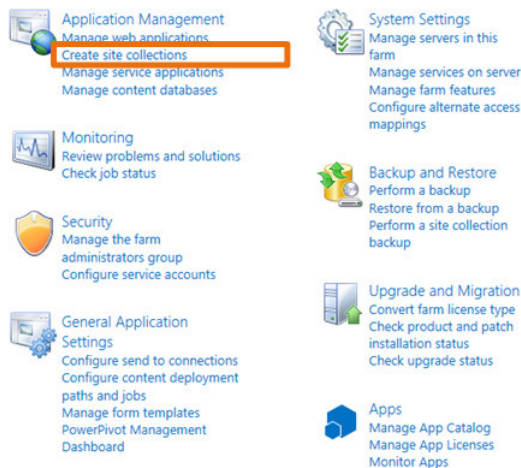 Application Management
Manage web applications
Create site collections
Manage service applications
Manage content databases
Monitoring
Review problems and solutions
Check job status
Security
Manage the farm
administrators group
Configure service accounts
General Application
Settings
Configure send to connections
Configure content deployment
paths and jobs
Manage form templates
PowerPivot Management
Dashboard
System Settings
Manage servers in this
farm
Manage services on server
Manage farm features
Configure alternate access
mappings
Backup and Restore
Perform a backup
Restore from a backup
Perform a site collection
backup
Upgrade and Migration
Convert farm license type
Check product and patch
installation status
Check upgrade status
Apps
Manage App Catalog
Manage App Licenses
Monitor Apps